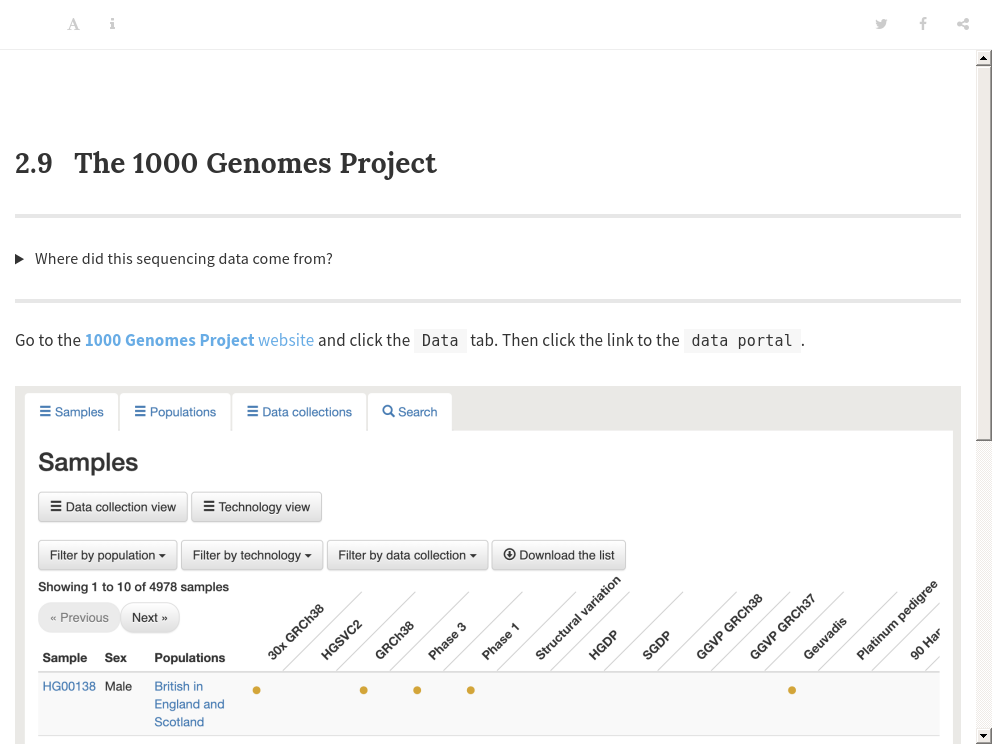 A i
2.9 The 1000 Genomes Project
Where did this sequencing data come from?
Go to the 1000 Genomes Project website and click the Data tab. Then click the link to the data portal.
Samples Populations Data collections Search
Samples
Data collection view Technology view
Filter by population Filter by technology Filter by data collection Download the list
Showing 1 to 10 of 4978 samples
« Previous Next »
30x GRCh38 HGSVC2 GRCh38 Phase 3 Phase 1 Structural variation HGDP SGDP GGVP GRCh38 GGVP GRCh37 Geuvadis Platinum pedigree 90 Har
Sample Sex Populations
HG00138 Male British in
England and
Scotland